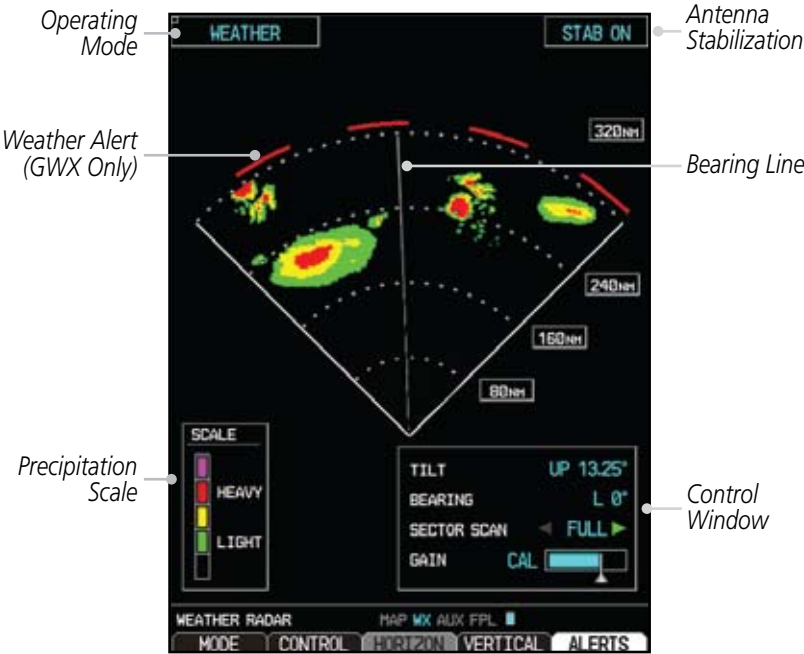 Operating
Mode
WEATHER
STAB ON
Antenna
Stabilization
Weather Alert
(GWX Only)
320NM
Bearing Line
240NM
160NM
80NM
SCALE
HEAVY
LIGHT
Precipitation
Scale
TILT UP 13.25°
BEARING L 0°
SECTOR SCAN FULL
GAIN CAL
Control
Window
WEATHER RADAR MAP WX AUX FPL
MODE CONTROL HORIZON VERTICAL ALERTS